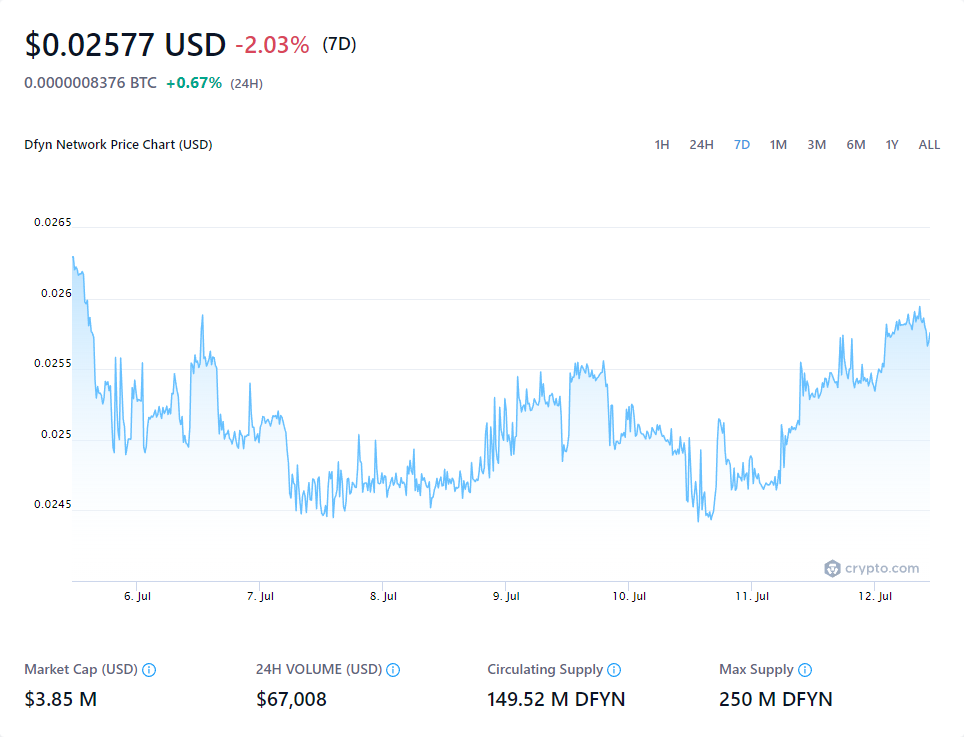 $0.02577 USD -2.03% (7D)
0.0000008376 BTC +0.67% (24H)
Dfyn Network Price Chart (USD) 1H 24H 7D 1M 3M 6M 1Y ALL
0.0265
0.026
0.0255
0.025
0.0245
crypto.com
6. Jul 7. Jul 8. Jul 9. Jul 10. Jul 11. Jul 12. Jul
Market Cap (USD) 24H VOLUME (USD) Circulating Supply Max Supply
$3.85 M $67,008 149.52 M DFYN 250 M DFYN